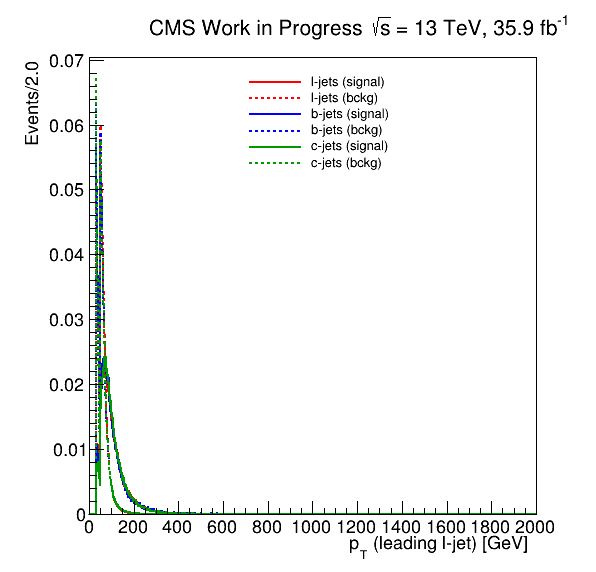 CMS Work in Progress √s = 13 TeV, 35.9 fb⁻¹
Events/2.0
0.07
0.06
0.05
0.04
0.03
0.02
0.01
0
l-jets (signal)
l-jets (bckg)
b-jets (signal)
b-jets (bckg)
c-jets (signal)
c-jets (bckg)
0 200 400 600 800 1000 1200 1400 1600 1800 2000
p_T (leading l-jet) [GeV]